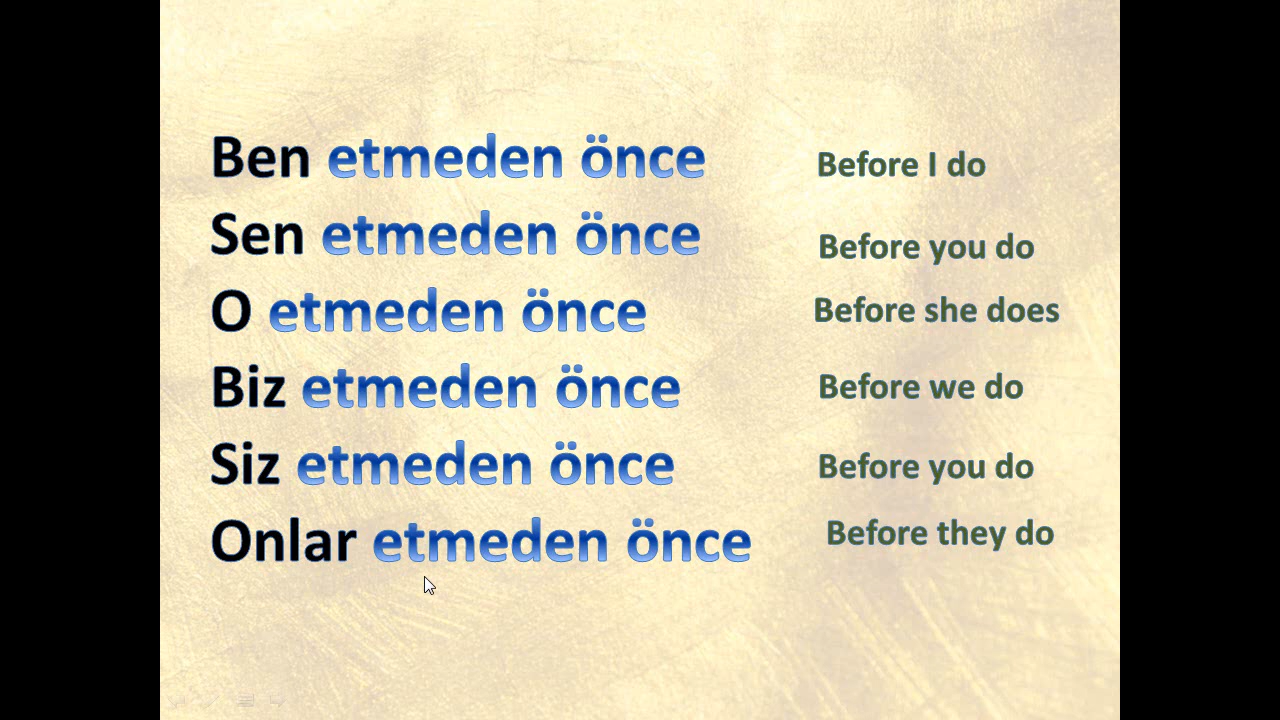 Ben etmeden önce Before I do
Sen etmeden önce Before you do
O etmeden önce Before she does
Biz etmeden önce Before we do
Siz etmeden önce Before you do
Onlar etmeden önce Before they do